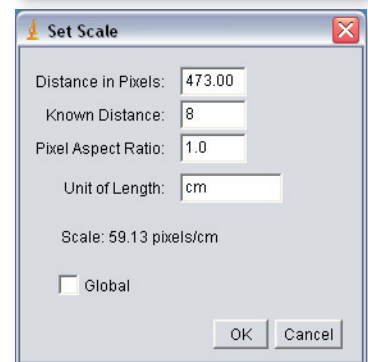 Set Scale
Distance in Pixels: 473.00
Known Distance: 8
Pixel Aspect Ratio: 1.0
Unit of Length: cm
Scale: 59.13 pixels/cm
Global
OK Cancel